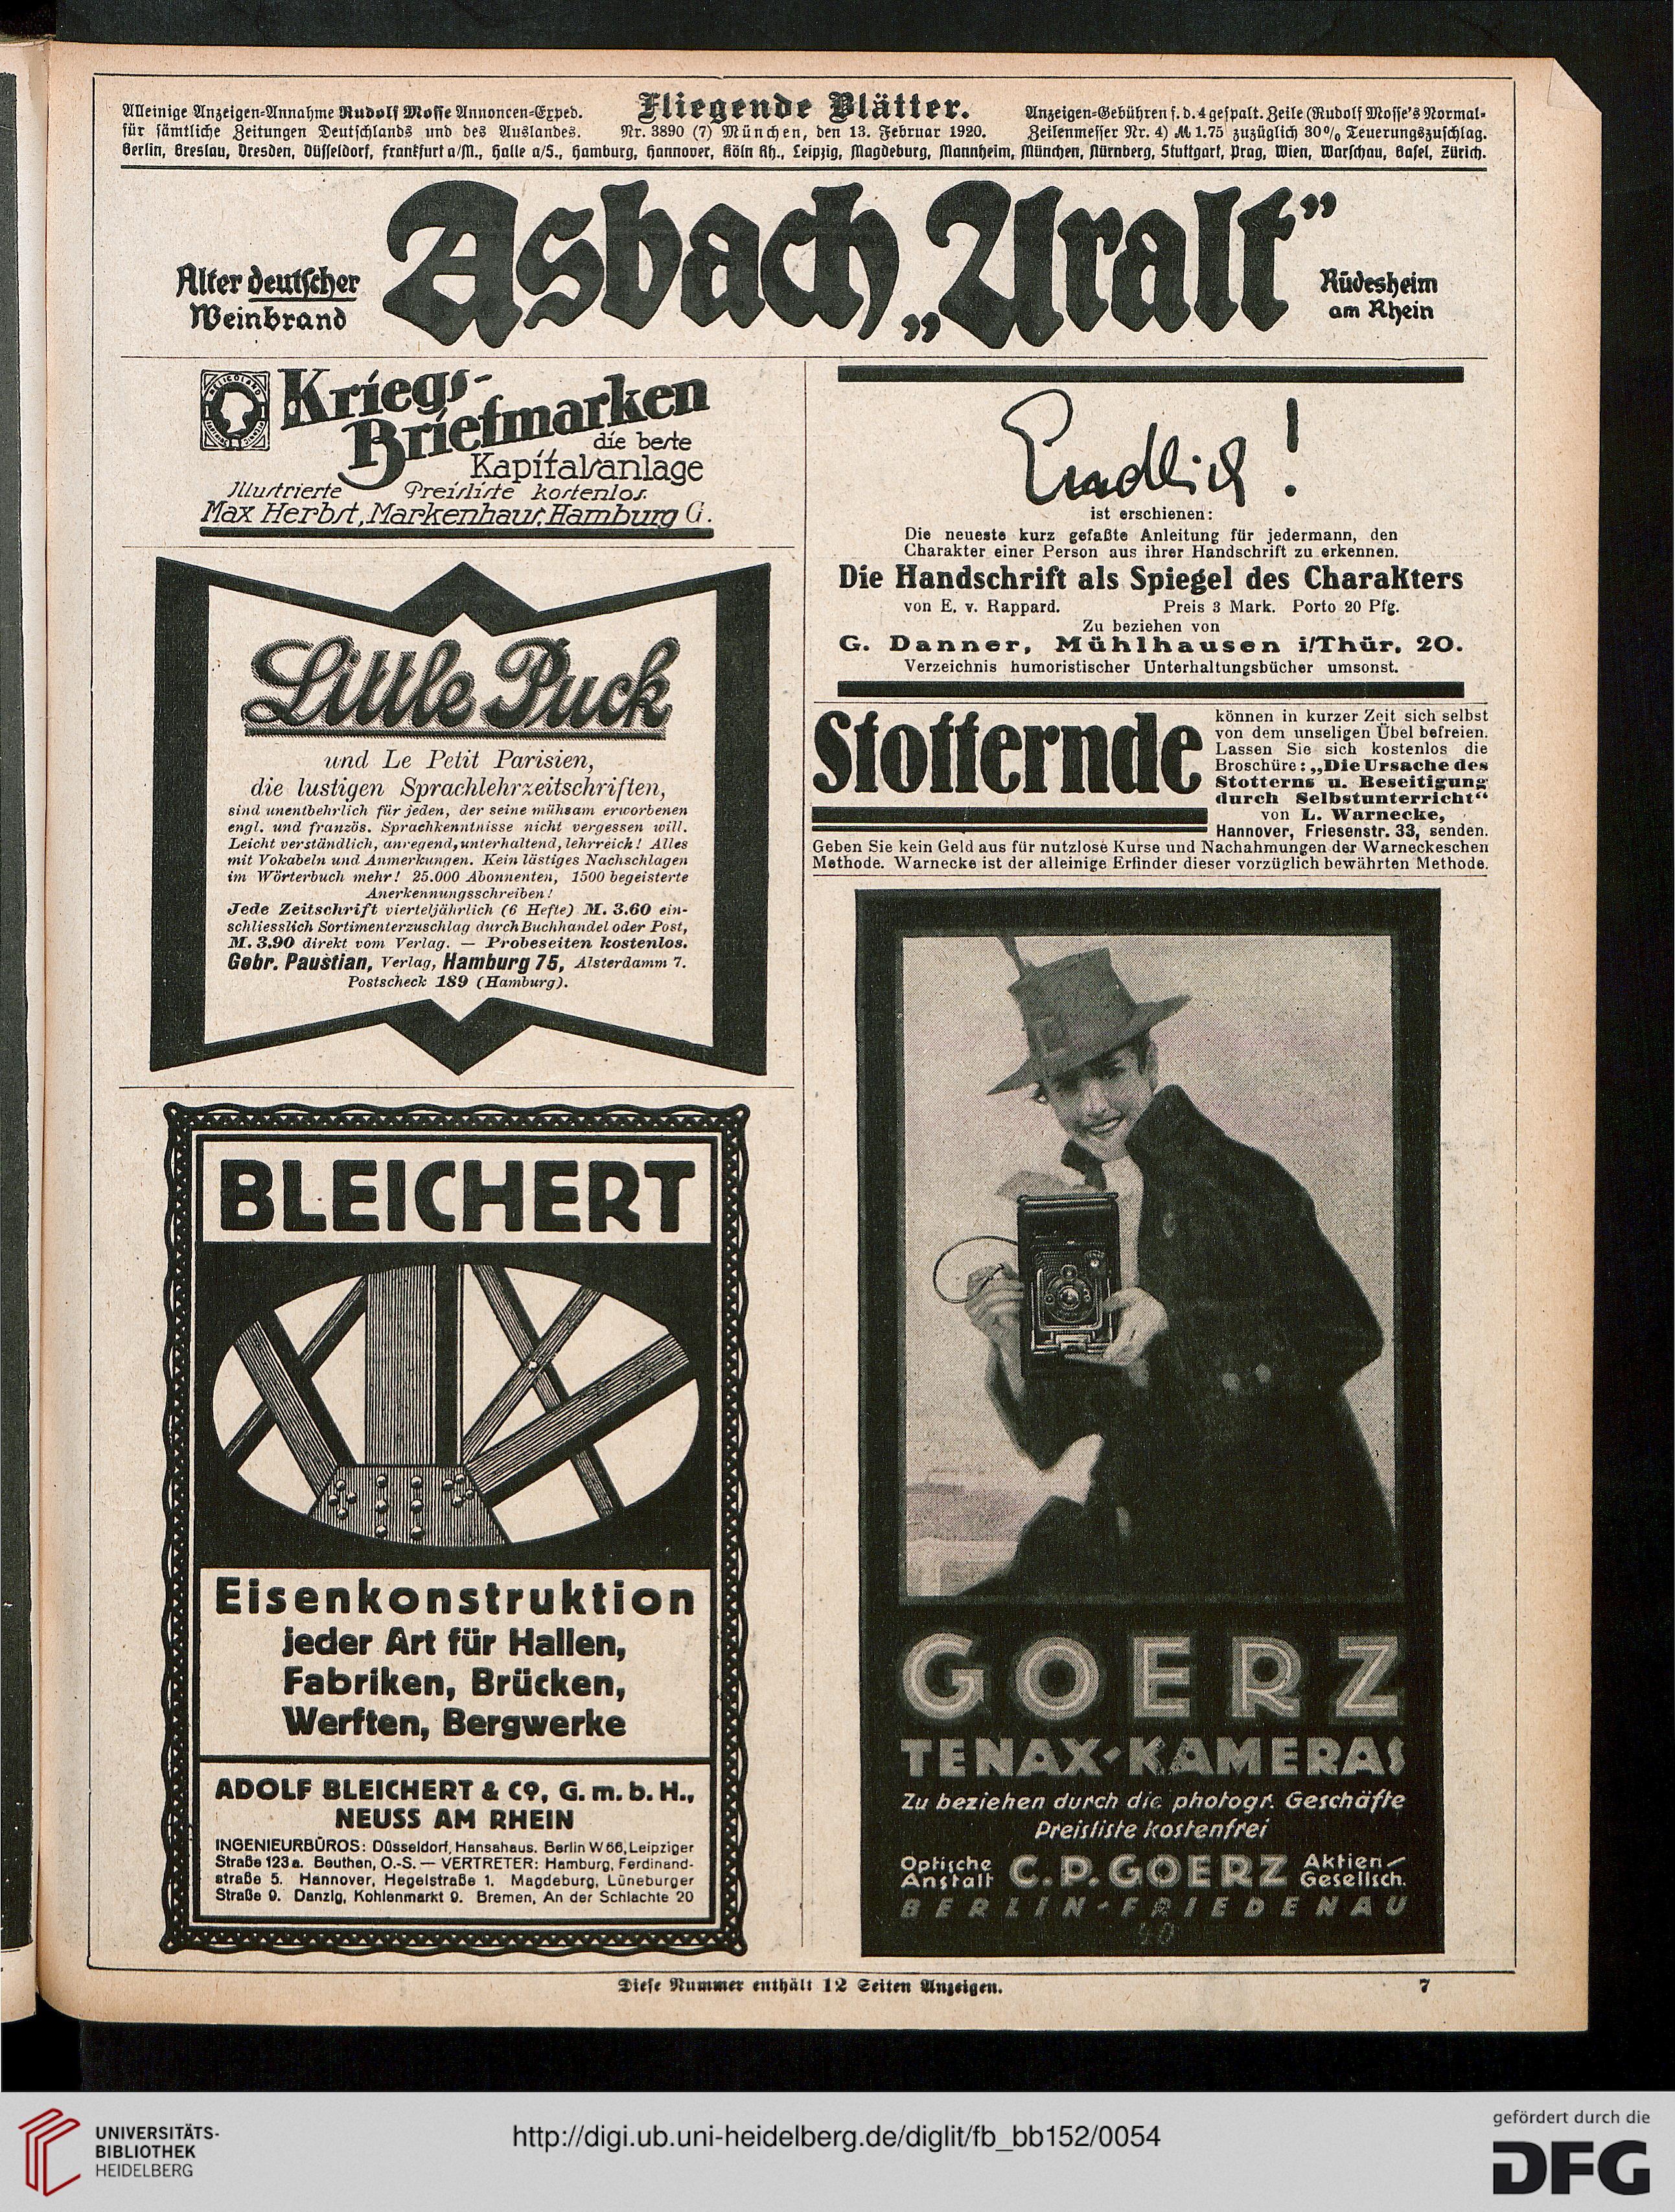 Alleinige Anzeigen-Annahme Rudolf Mosse Annoncen-Exped.
für sämtliche Zeitungen Deutschlands und des Auslandes.
Fliegende Blätter.
Nr. 3890 (7) München, den 13. Februar 1920.
Anzeigen-Gebühren f. d. 4 gespalt. Zeile (Rudolf Mosse's Normal-
Zeilenmesser Nr. 4) ℳ 1.75 zuzüglich 30% Teuerungszuschlag.
Berlin, Breslau, Dresden, Düsseldorf, Frankfurt a/M., Halle a/S., Hamburg, Hannover, Köln Rh., Leipzig, Magdeburg, Mannheim, München, Nürnberg, Stuttgart, Prag, Wien, Warschau, Basel, Zürich.
Alter deutscher
Weinbrand
Asbach „Uralt”
Rüdesheim
am Rhein
HELIGOLAND
Kriegs-
Briefmarken
die beste
Kapitalsanlage
Illustrierte Preisliste kostenlos.
Max Herbst, Markenhaus, Hamburg G.
Little Puck
und Le Petit Parisien,
die lustigen Sprachlehrzeitschriften,
sind unentbehrlich für jeden, der seine mühsam erworbenen
engl. und französ. Sprachkenntnisse nicht vergessen will.
Leicht verständlich, anregend, unterhaltend, lehrreich! Alles
mit Vokabeln und Anmerkungen. Kein lästiges Nachschlagen
im Wörterbuch mehr! 25.000 Abonnenten, 1500 begeisterte
Anerkennungsschreiben!
Jede Zeitschrift vierteljährlich (6 Hefte) M. 3.60 ein-
schliesslich Sortimenterzuschlag durch Buchhandel oder Post,
M. 3.90 direkt vom Verlag. — Probeseiten kostenlos.
Gebr. Paustian, Verlag, Hamburg 75, Alsterdamm 7.
Postscheck 189 (Hamburg).
BLEICHERT
Eisenkonstruktion
jeder Art für Hallen,
Fabriken, Brücken,
Werften, Bergwerke
ADOLF BLEICHERT & Co, G. m. b. H.,
NEUSS AM RHEIN
INGENIEURBÜROS: Düsseldorf, Hansahaus. Berlin W 66, Leipziger
Straße 123 a. Beuthen, O.-S. — VERTRETER: Hamburg, Ferdinand-
straße 5. Hannover, Hegelstraße 1. Magdeburg, Lüneburger
Straße 9. Danzig, Kohlenmarkt 9. Bremen, An der Schlachte 20
Endlich!
ist erschienen:
Die neueste kurz gefaßte Anleitung für jedermann, den
Charakter einer Person aus ihrer Handschrift zu erkennen.
Die Handschrift als Spiegel des Charakters
von E. v. Rappard. Preis 3 Mark. Porto 20 Pfg.
Zu beziehen von
G. Danner, Mühlhausen i/Thür. 20.
Verzeichnis humoristischer Unterhaltungsbücher umsonst.
Stotternde
können in kurzer Zeit sich selbst
von dem unseligen Übel befreien.
Lassen Sie sich kostenlos die
Broschüre: „Die Ursache des
Stotterns u. Beseitigung
durch Selbstunterricht“
von L. Warnecke,
Hannover, Friesenstr. 33, senden.
Geben Sie kein Geld aus für nutzlose Kurse und Nachahmungen der Warneckeschen
Methode. Warnecke ist der alleinige Erfinder dieser vorzüglich bewährten Methode.
GOERZ
TENAX-KAMERAS
Zu beziehen durch die photogr. Geschäfte
Preisliste kostenfrei
Optische
Anstalt
C. P. GOERZ
Aktien-
Gesellsch.
BERLIN-FRIEDENAU
40
Diese Nummer enthält 12 Seiten Anzeigen.
7
UNIVERSITÄTS-
BIBLIOTHEK
HEIDELBERG
http://digi.ub.uni-heidelberg.de/diglit/fb_bb152/0054
gefördert durch die
DFG